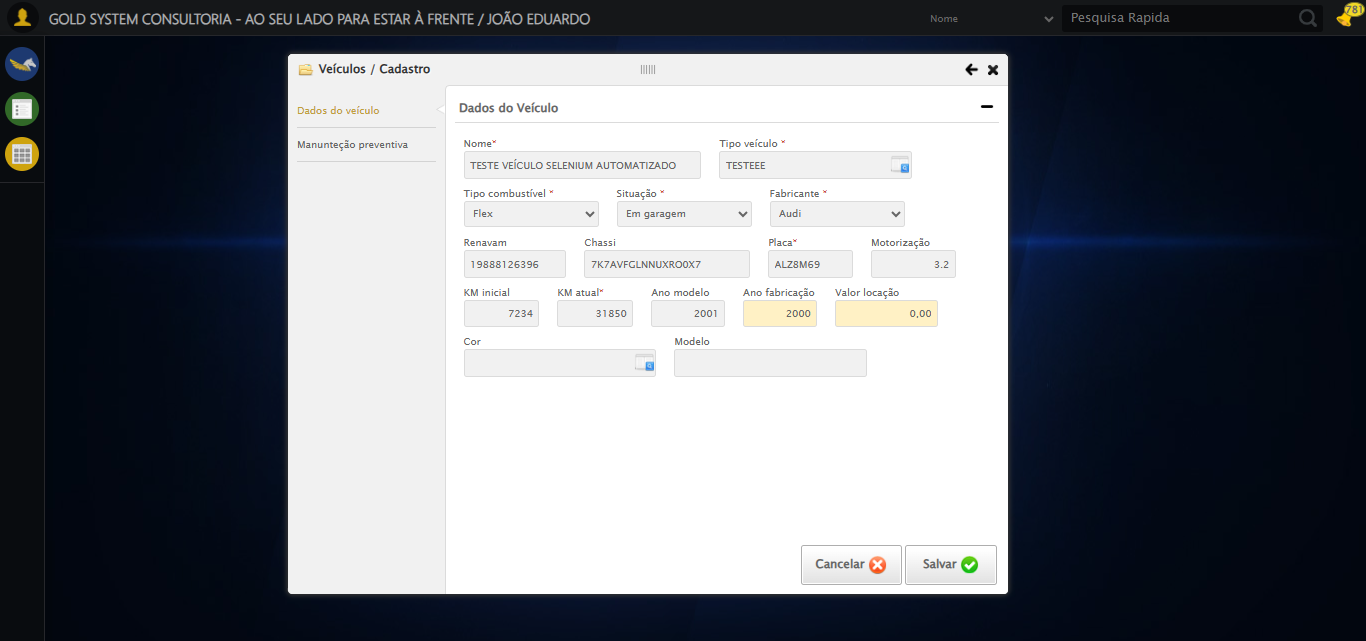 GOLD SYSTEM CONSULTORIA - AO SEU LADO PARA ESTAR À FRENTE / JOÃO EDUARDO
Nome
Pesquisa Rapida
781
Veículos / Cadastro
Dados do veículo
Manunteção preventiva
Dados do Veículo
Nome* Tipo veículo *
TESTE VEÍCULO SELENIUM AUTOMATIZADO TESTEEE
Tipo combustível * Situação * Fabricante *
Flex Em garagem Audi
Renavam Chassi Placa* Motorização
19888126396 7K7AVFGLNNUXRO0X7 ALZ8M69 3.2
KM inicial KM atual* Ano modelo Ano fabricação Valor locação
7234 31850 2001 2000 0,00
Cor Modelo
Cancelar Salvar